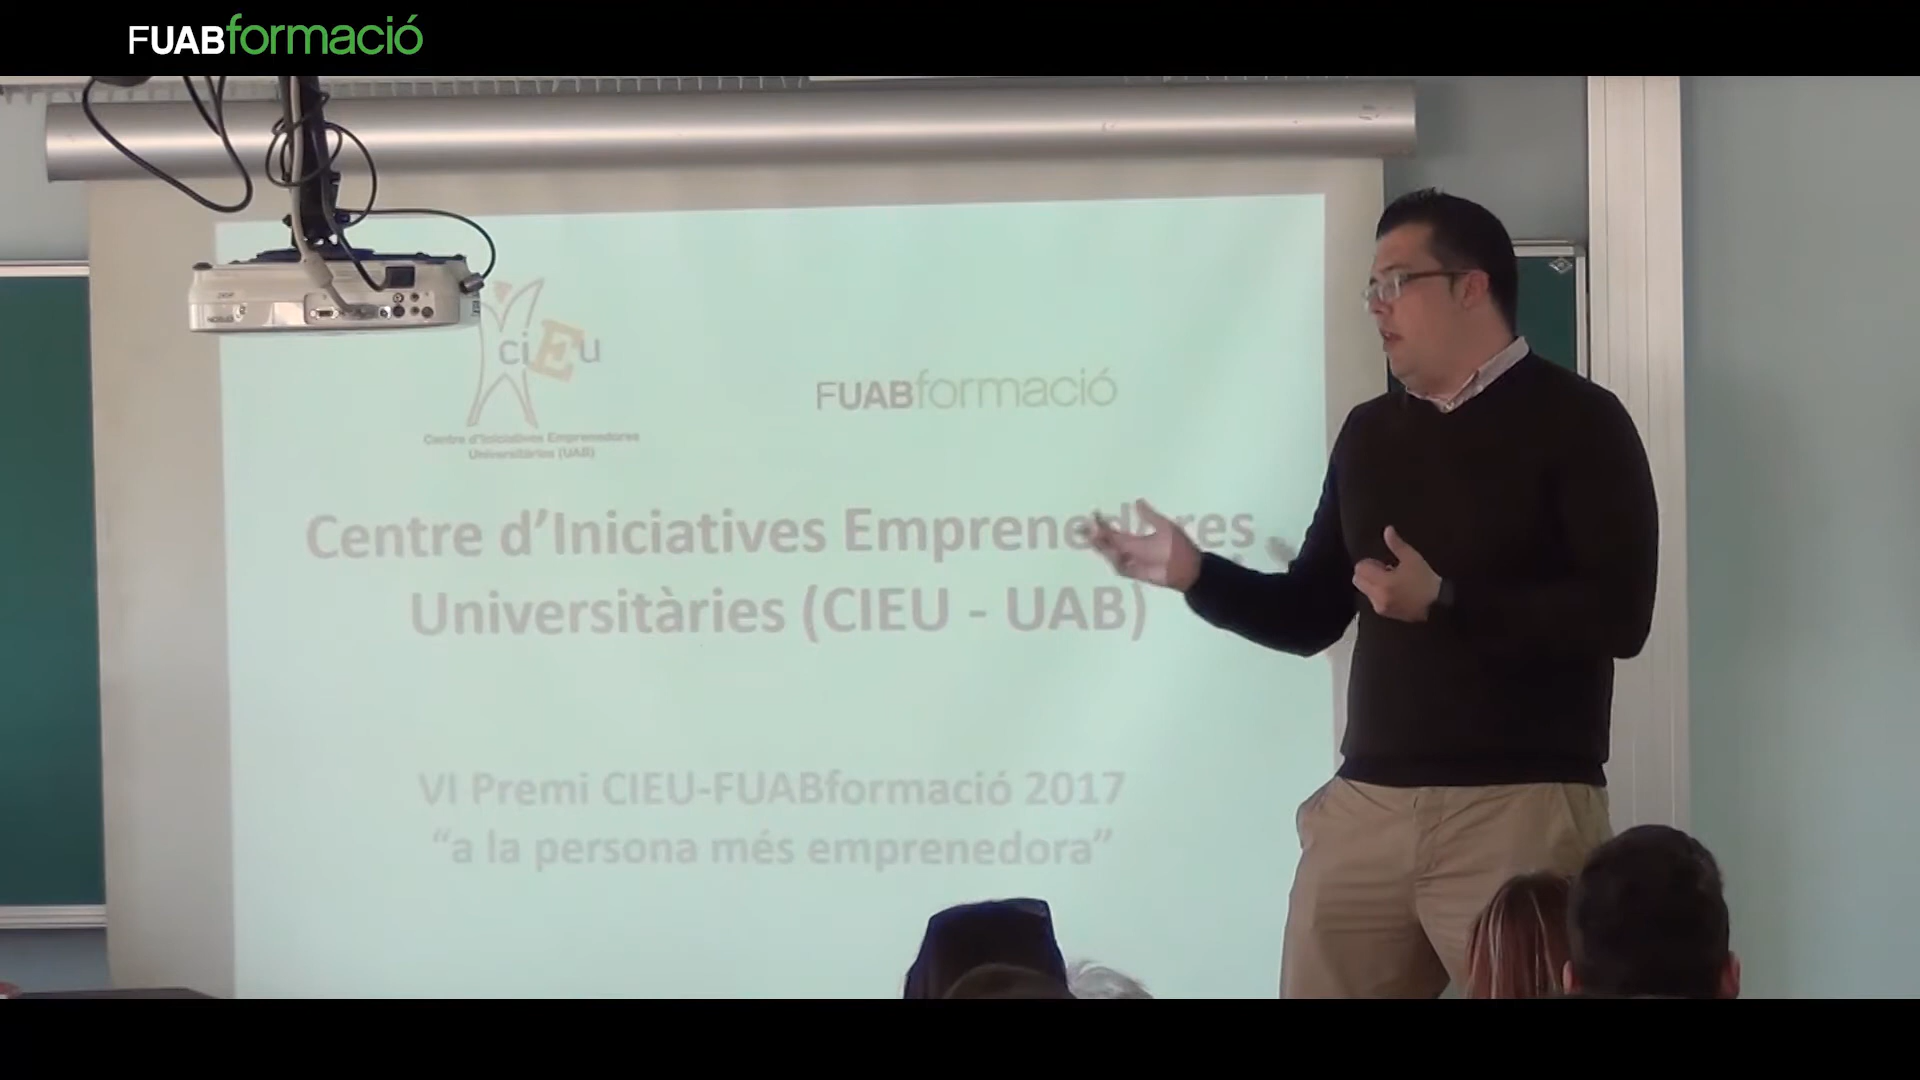 FUABformació
ciEu
Centre d'Iniciatives Emprenedores
Universitàries (UAB)
FUABformació
Centre d'Iniciatives Emprenedores
Universitàries (CIEU - UAB)
VI Premi CIEU-FUABformació 2017
“a la persona més emprenedora”